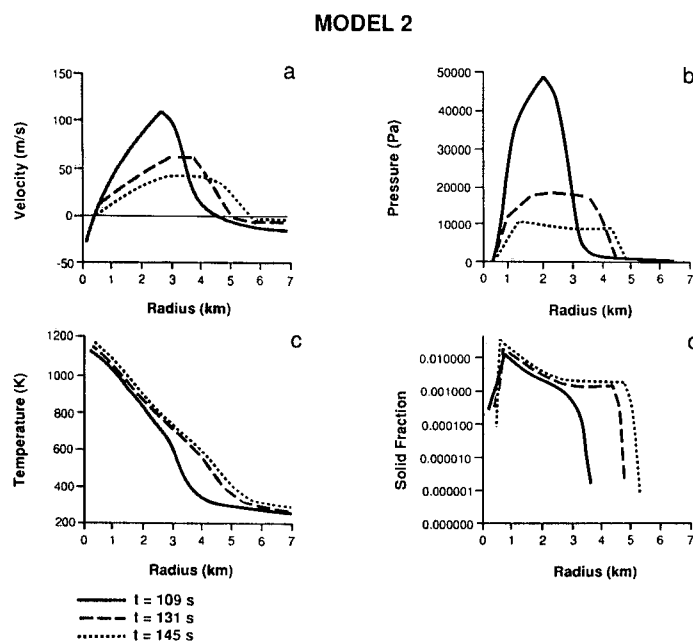 MODEL 2
a
150
100
50
0
-50
Velocity (m/s)
0 1 2 3 4 5 6 7
Radius (km)
b
50000
40000
30000
20000
10000
0
Pressure (Pa)
0 1 2 3 4 5 6 7
Radius (km)
c
1200
1000
800
600
400
200
Temperature (K)
0 1 2 3 4 5 6 7
Radius (km)
0.010000
0.001000
0.000100
0.000010
0.000001
0.000000
Solid Fraction
0 1 2 3 4 5 6 7
Radius (km)
t = 109 s
t = 131 s
t = 145 s